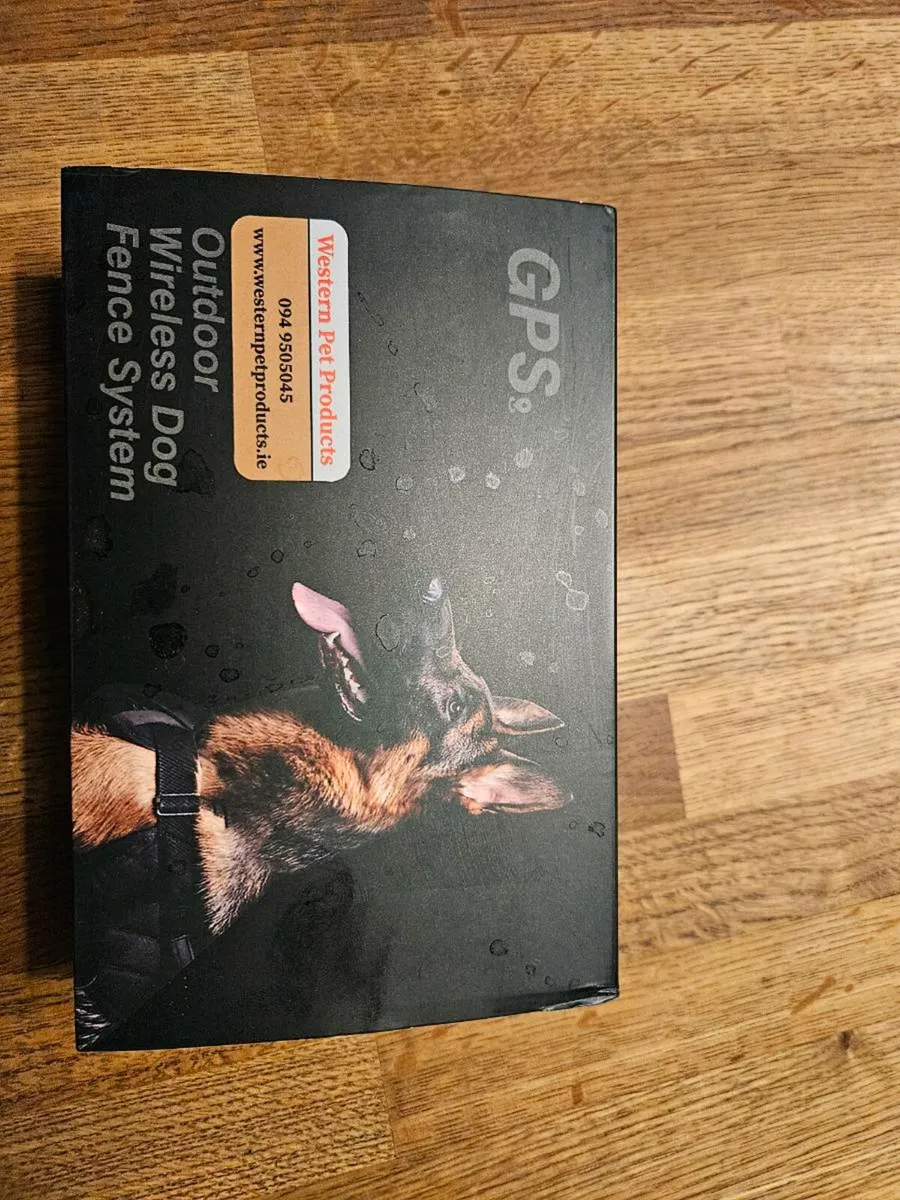 GPS
Western Pet Products
094 9505045
www.westernpetproducts.ie
Outdoor
Wireless Dog
Fence System